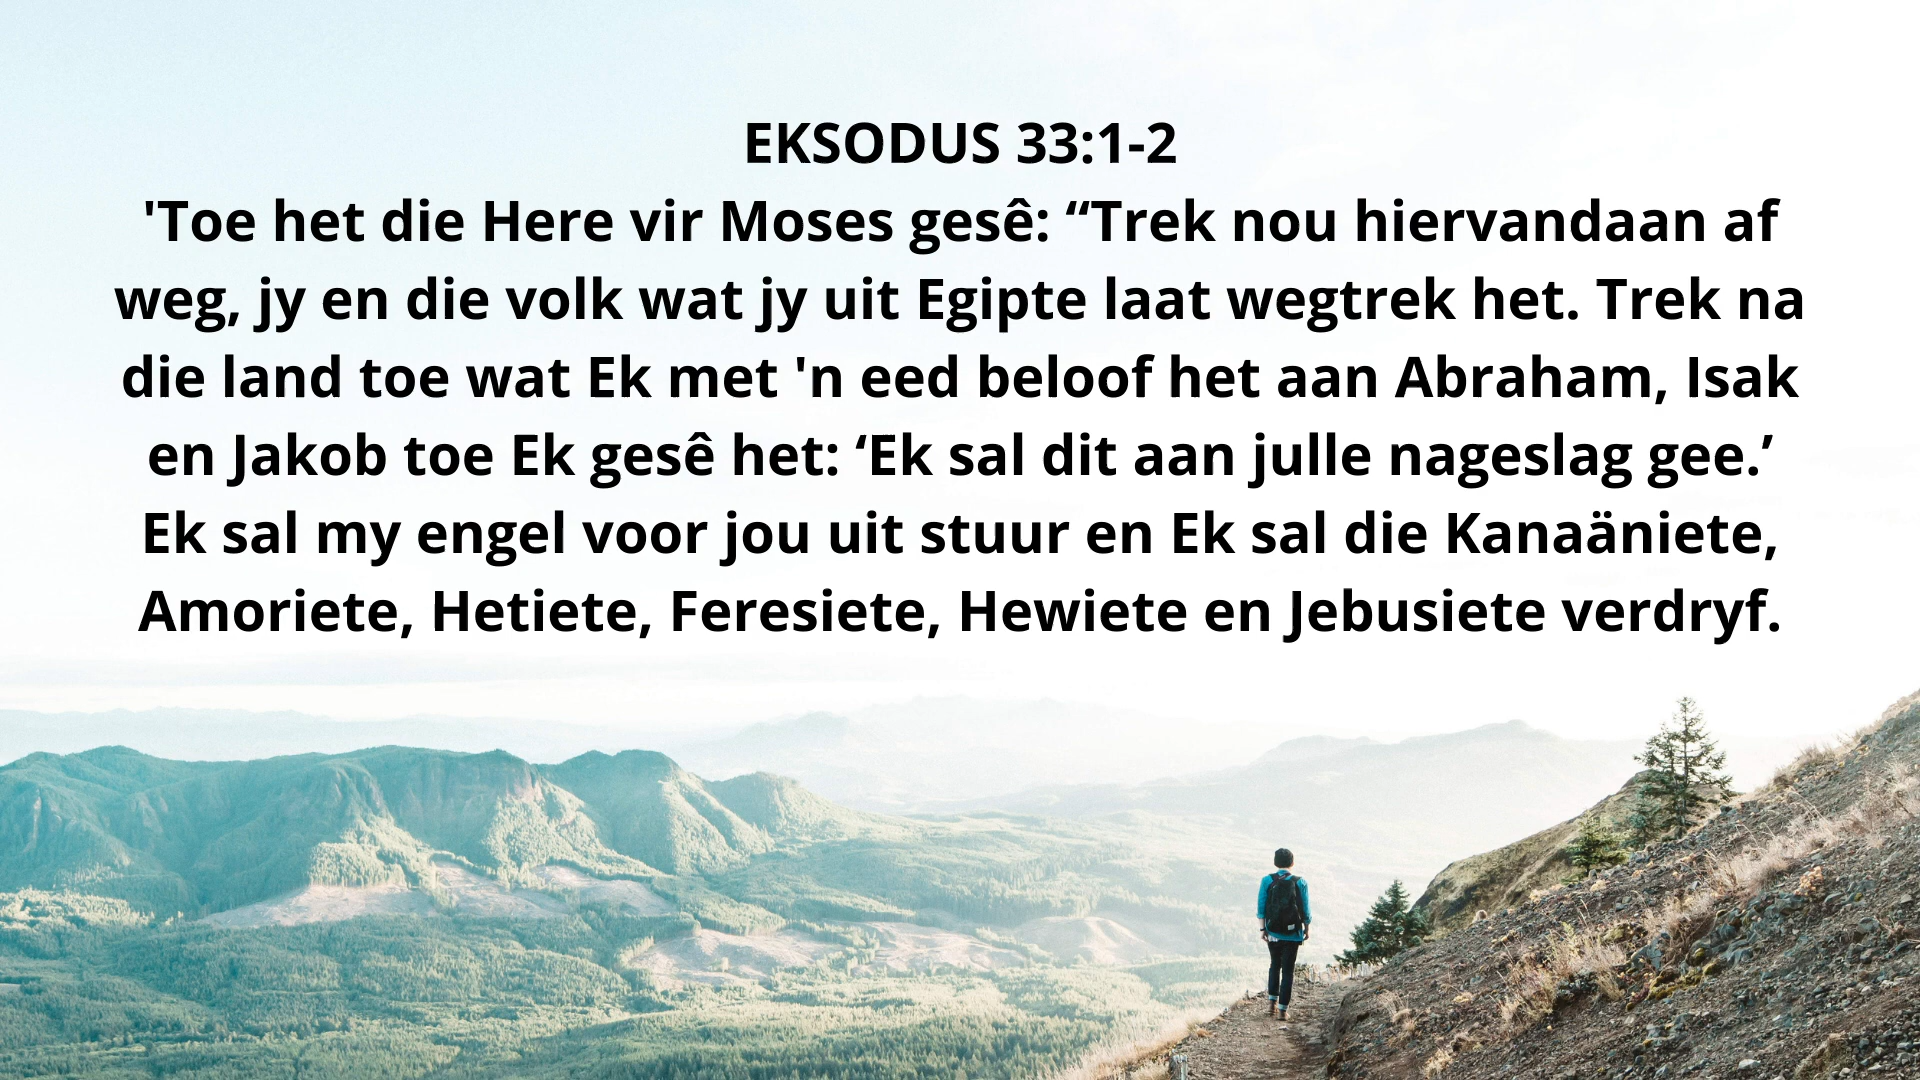 EKSODUS 33:1-2
'Toe het die Here vir Moses gesê: “Trek nou hiervandaan af
weg, jy en die volk wat jy uit Egipte laat wegtrek het. Trek na
die land toe wat Ek met 'n eed beloof het aan Abraham, Isak
en Jakob toe Ek gesê het: ‘Ek sal dit aan julle nageslag gee.’
Ek sal my engel voor jou uit stuur en Ek sal die Kanaäniete,
Amoriete, Hetiete, Feresiete, Hewiete en Jebusiete verdryf.